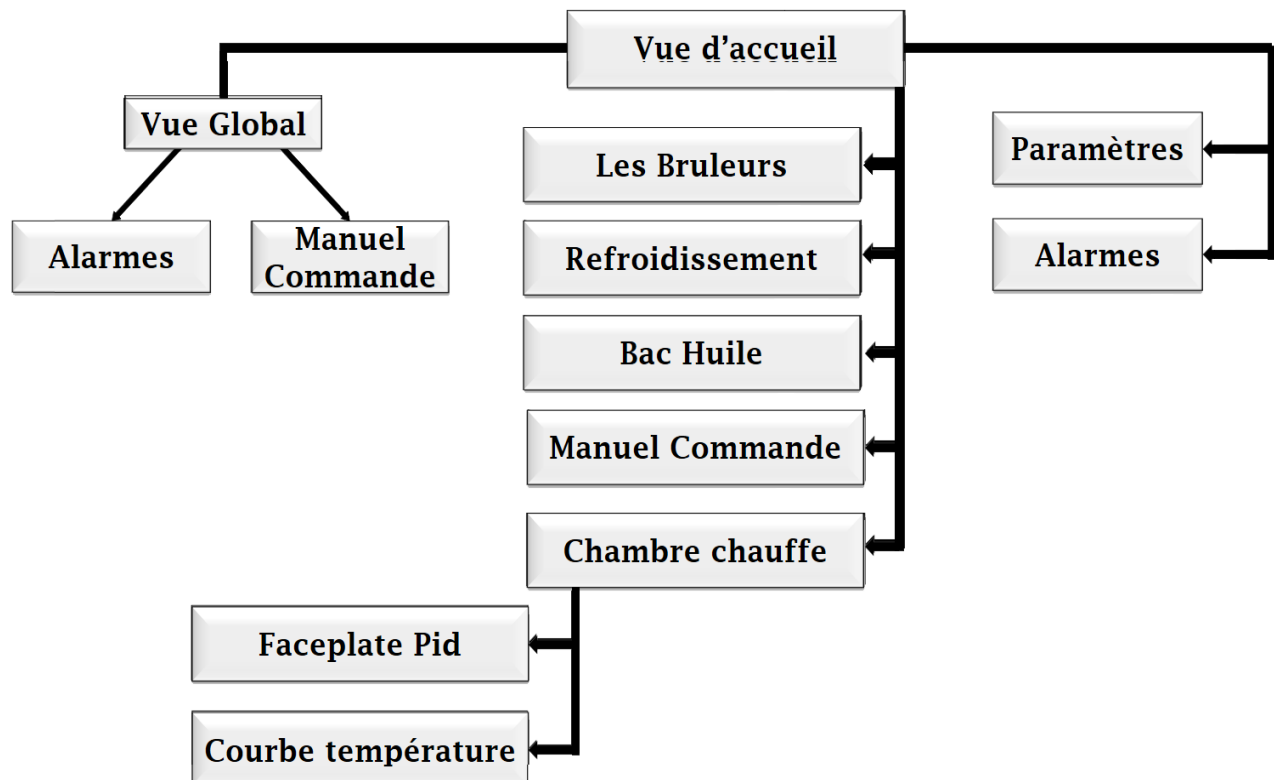 Vue d'accueil
Vue Global
Alarmes
Manuel
Commande
Les Bruleurs
Refroidissement
Bac Huile
Manuel Commande
Chambre chauffe
Faceplate Pid
Courbe température
Paramètres
Alarmes